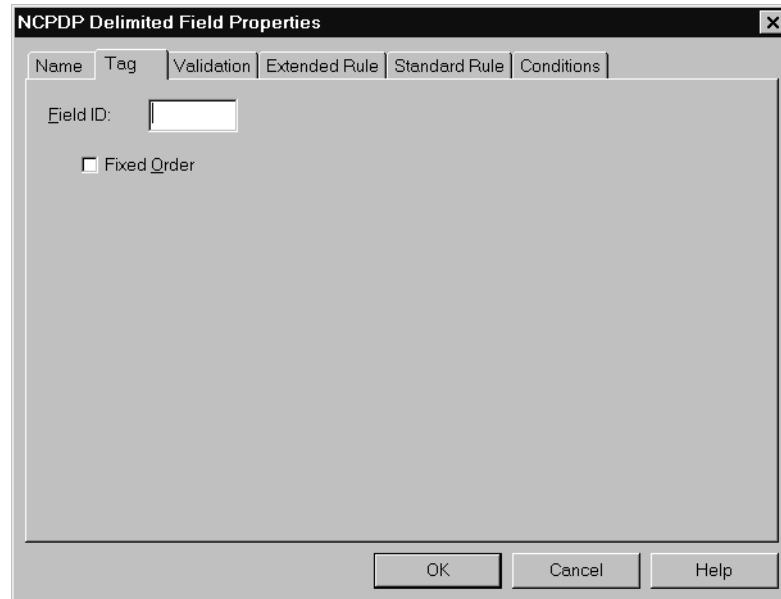 NCPDP Delimited Field Properties
Name Tag Validation Extended Rule Standard Rule Conditions
Field ID:
Fixed Order
OK Cancel Help